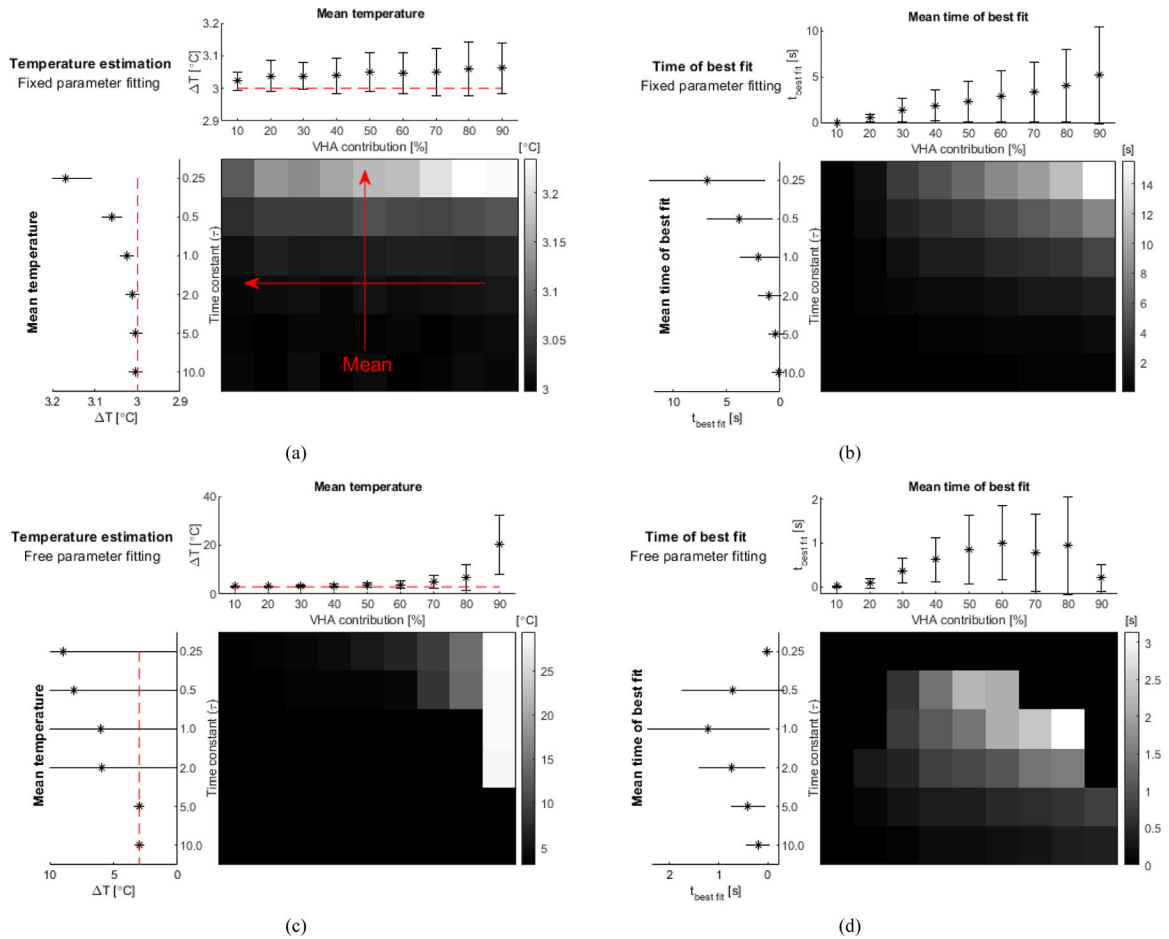 Mean temperature
Temperature estimation
Fixed parameter fitting
ΔT [°C]
3.2
3.1
3
2.9
10 20 30 40 50 60 70 80 90
VHA contribution [%]
[°C]
Mean temperature
0.25
0.5
1.0
2.0
5.0
10.0
Time constant (τ)
Mean
3.2
3.15
3.1
3.05
3
3.2 3.1 3 2.9
ΔT [°C]
(a)
Mean time of best fit
Time of best fit
Fixed parameter fitting
t best fit [s]
10
5
0
10 20 30 40 50 60 70 80 90
VHA contribution [%]
[s]
Mean time of best fit
0.25
0.5
1.0
2.0
5.0
10.0
Time constant (τ)
14
12
10
8
6
4
2
10 5 0
t best fit [s]
(b)
Mean temperature
Temperature estimation
Free parameter fitting
ΔT [°C]
40
20
0
10 20 30 40 50 60 70 80 90
VHA contribution [%]
[°C]
Mean temperature
0.25
0.5
1.0
2.0
5.0
10.0
Time constant (τ)
25
20
15
10
5
10 5 0
ΔT [°C]
(c)
Mean time of best fit
Time of best fit
Free parameter fitting
t best fit [s]
2
1
0
10 20 30 40 50 60 70 80 90
VHA contribution [%]
[s]
Mean time of best fit
0.25
0.5
1.0
2.0
5.0
10.0
Time constant (τ)
3
2.5
2
1.5
1
0.5
0
2 1 0
t best fit [s]
(d)